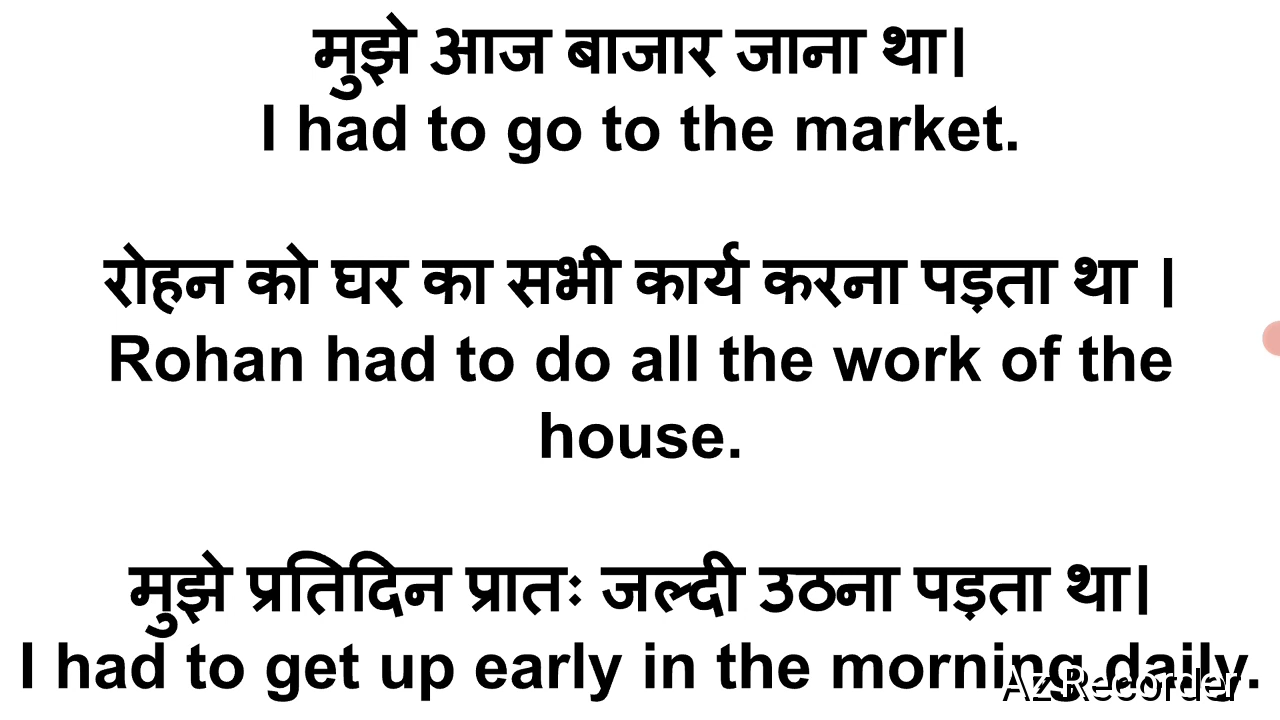 मुझे आज बाजार जाना था।
I had to go to the market.
रोहन को घर का सभी कार्य करना पड़ता था ।
Rohan had to do all the work of the
house.
मुझे प्रतिदिन प्रातः जल्दी उठना पड़ता था।
I had to get up early in the morning daily.
Az Recorder